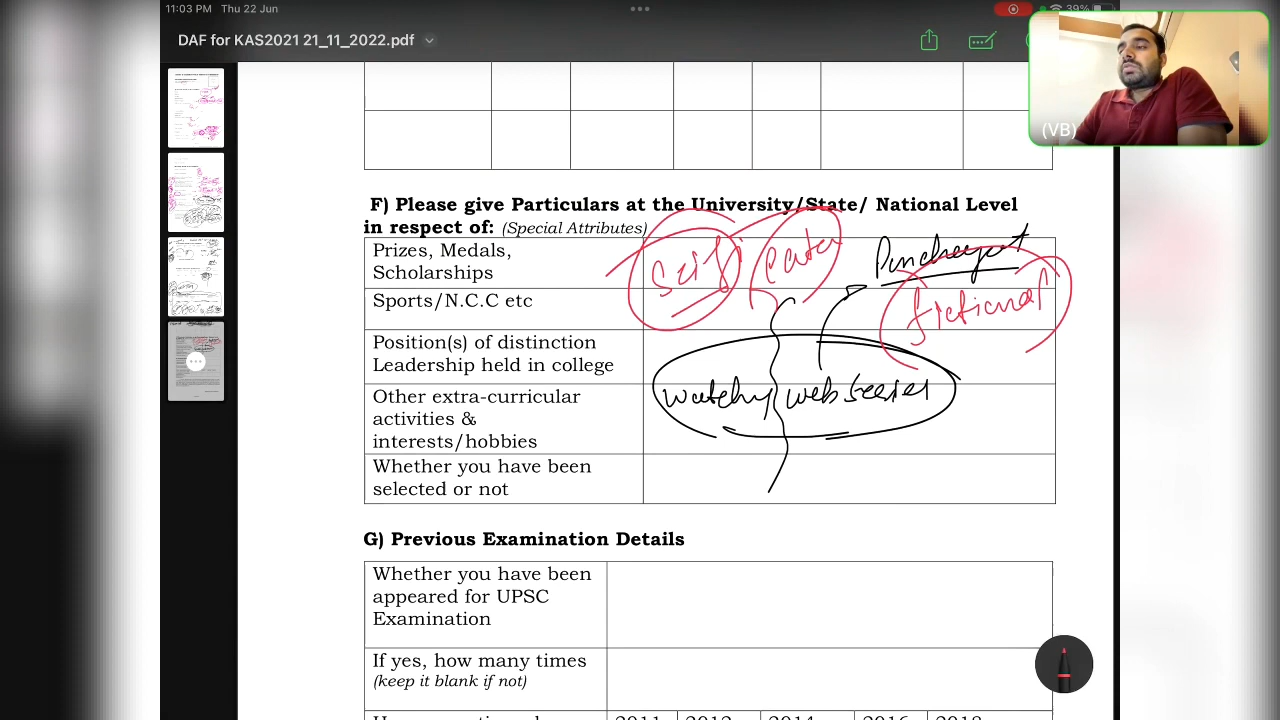 11:03 PM Thu 22 Jun
39%
DAF for KAS2021 21_11_2022.pdf
(VB)
F) Please give Particulars at the University/State/ National Level
in respect of: (Special Attributes)
Prizes, Medals,
Scholarships
Sports/N.C.C etc
Position(s) of distinction
Leadership held in college
fictional
Other extra-curricular
activities &
interests/hobbies
web series
Whether you have been
selected or not
G) Previous Examination Details
Whether you have been
appeared for UPSC
Examination
If yes, how many times
(keep it blank if not)
2011 2012 2014 2016 2018